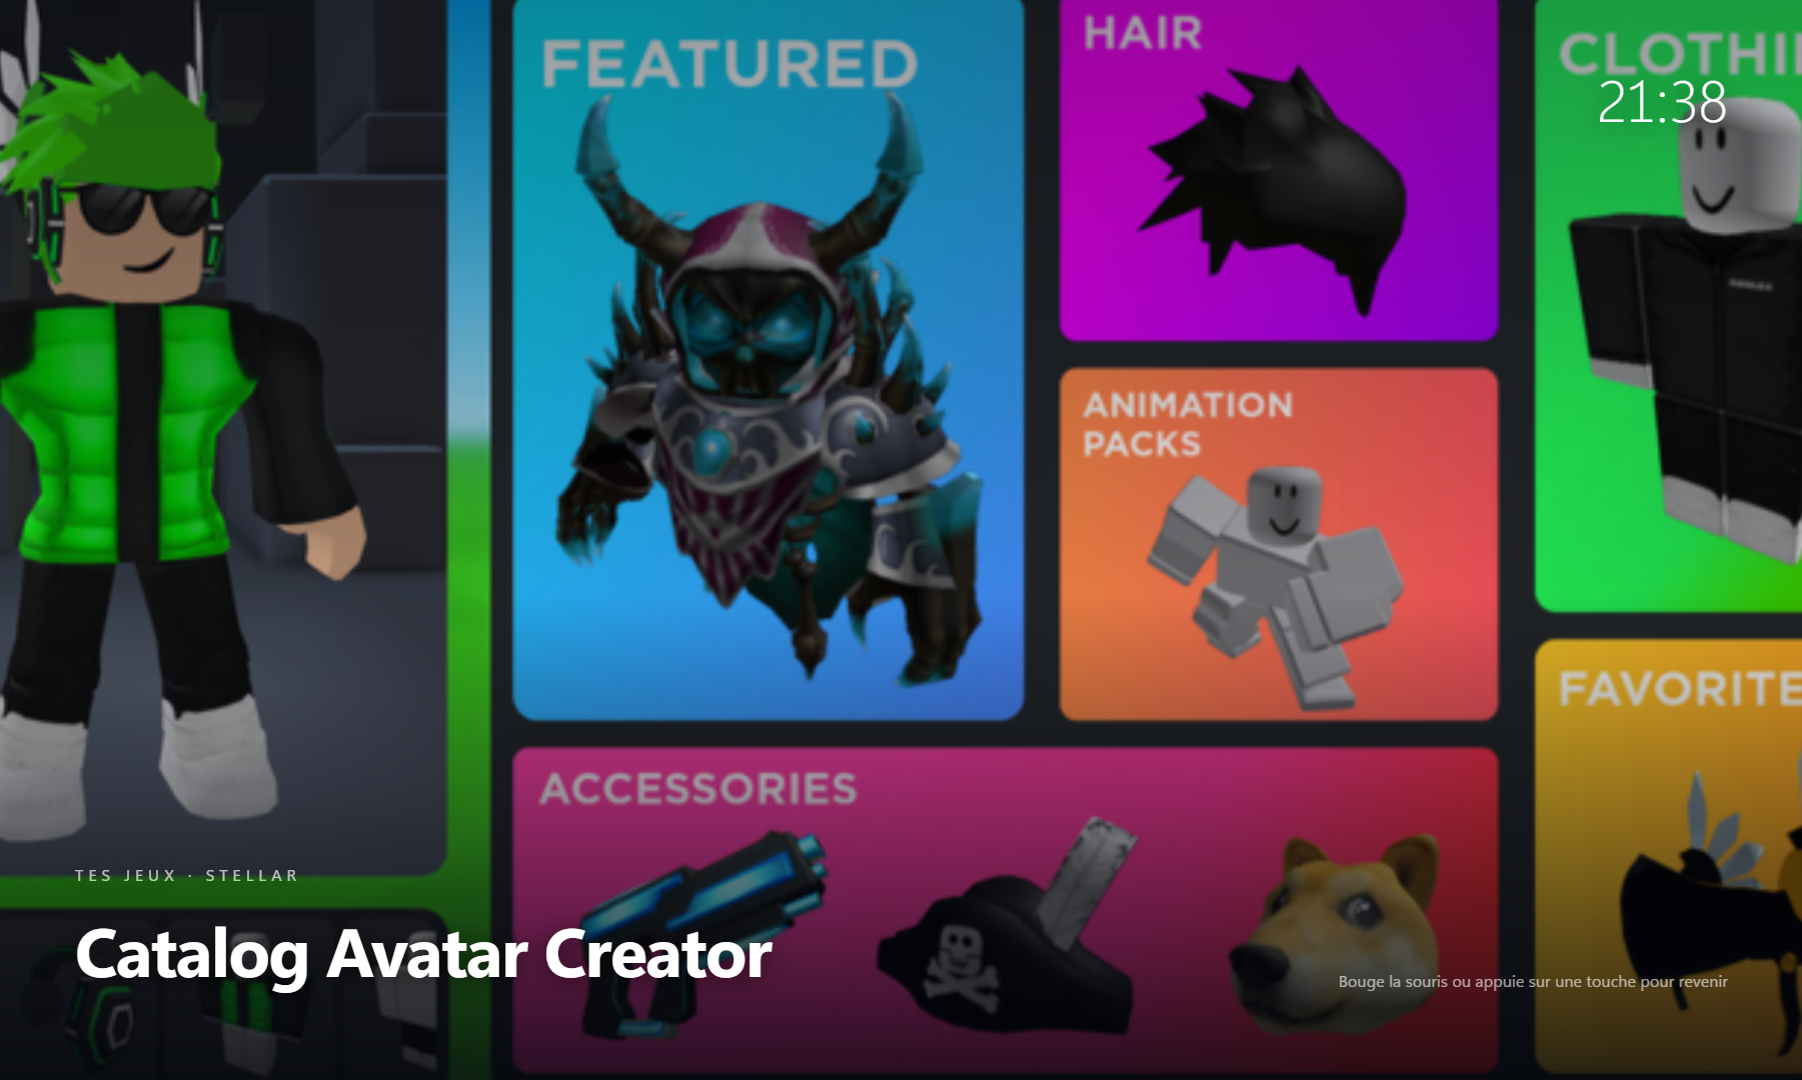 FEATURED
HAIR
CLOTHI
21:38
ANIMATION
PACKS
FAVORITE
ACCESSORIES
TES JEUX · STELLAR
Catalog Avatar Creator
Bouge la souris ou appuie sur une touche pour revenir